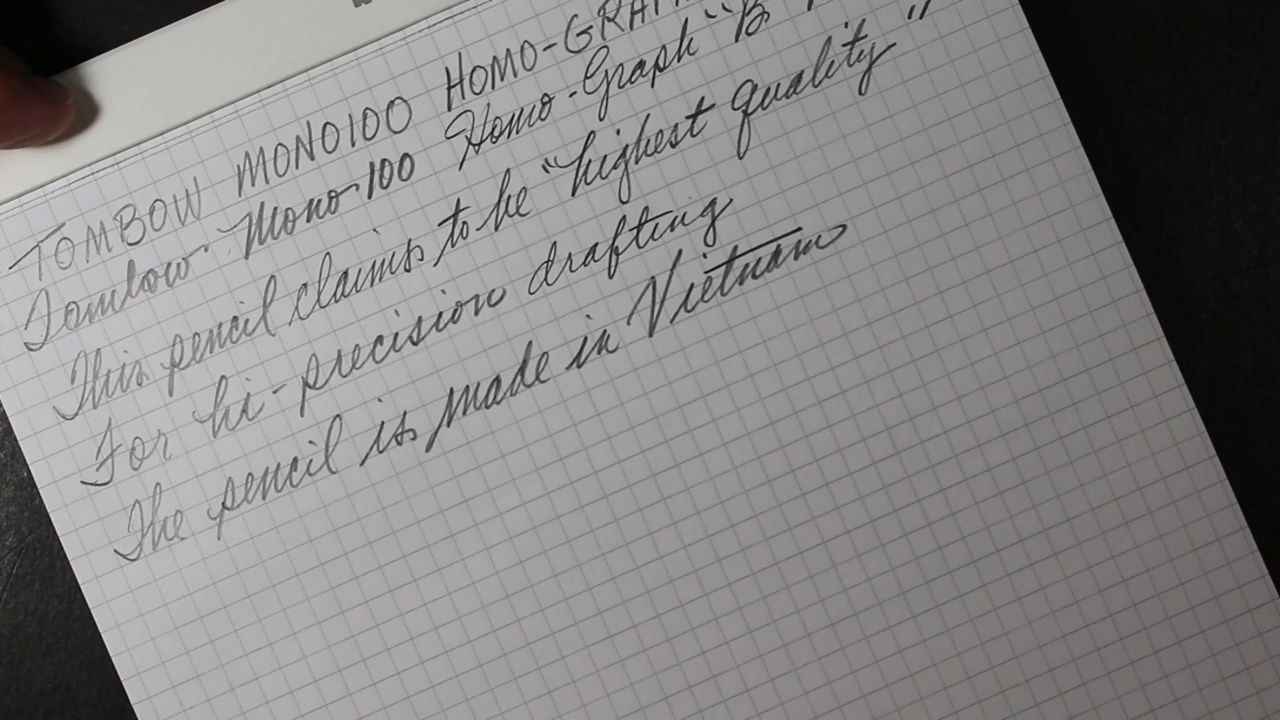 TOMBOW MONO100 HOMO-GRAPH
Tombow Mono-100 Homo-Graph "B
This pencil claims to be "highest quality"
For hi-precision drafting
The pencil is made in Vietnam